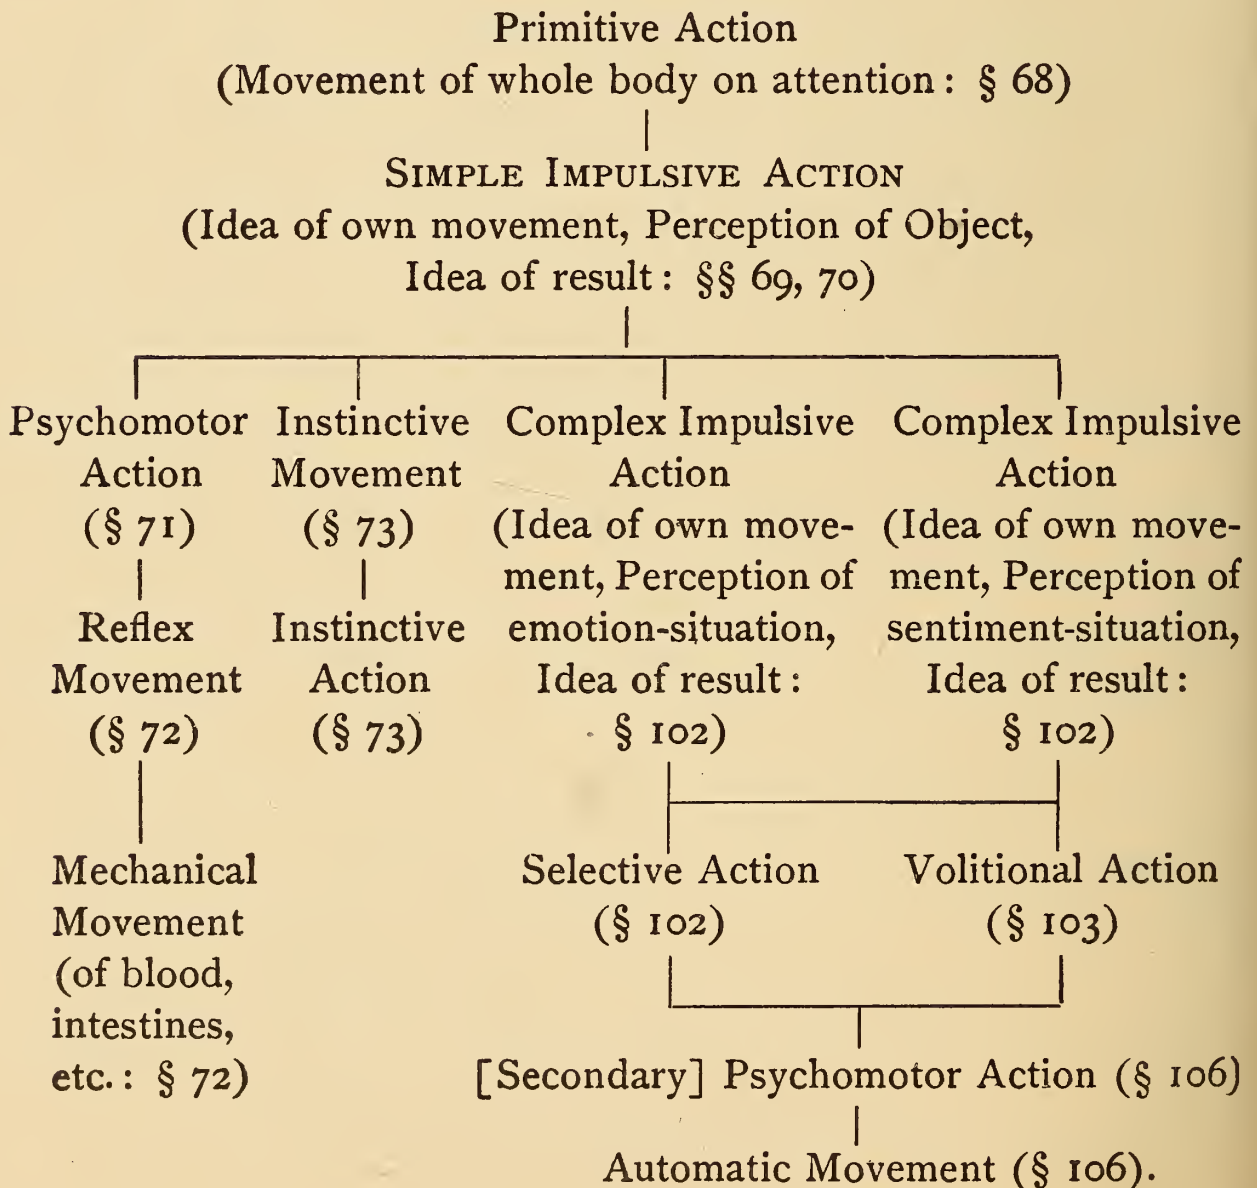 Primitive Action
(Movement of whole body on attention: § 68)
SIMPLE IMPULSIVE ACTION
(Idea of own movement, Perception of Object,
Idea of result: §§ 69, 70)
Psychomotor
Action
(§ 71)
Reflex
Movement
(§ 72)
Mechanical
Movement
(of blood,
intestines,
etc.: § 72)
Instinctive
Movement
(§ 73)
Instinctive
Action
(§ 73)
Complex Impulsive
Action
(Idea of own move-
ment, Perception of
emotion-situation,
Idea of result:
§ 102)
Complex Impulsive
Action
(Idea of own move-
ment, Perception of
sentiment-situation,
Idea of result:
§ 102)
Selective Action
(§ 102)
Volitional Action
(§ 103)
[Secondary] Psychomotor Action (§ 106)
Automatic Movement (§ 106).